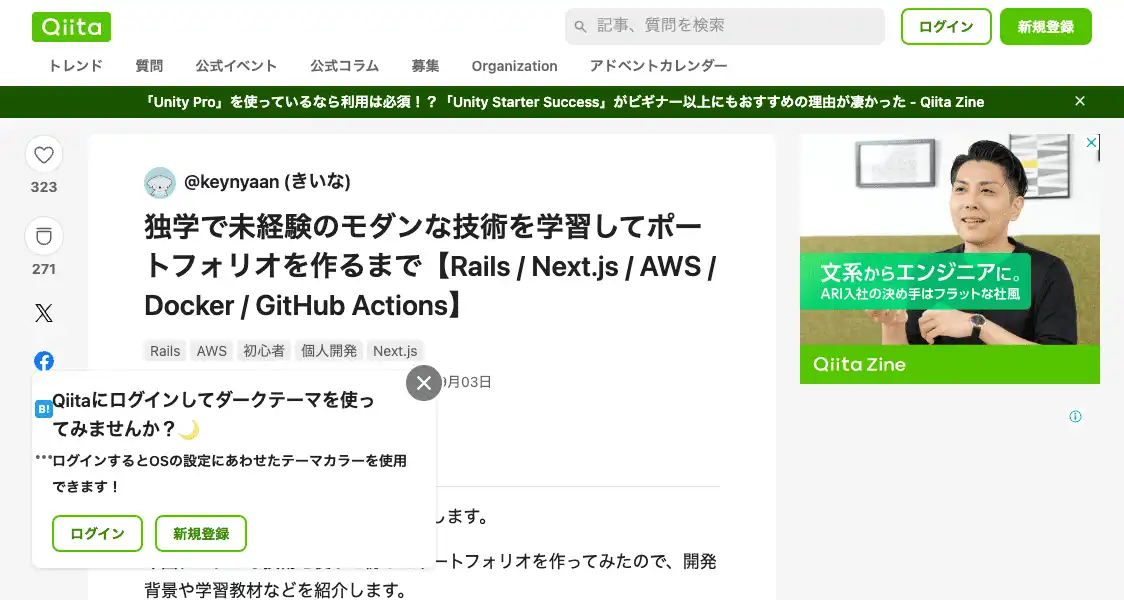 Qiita
記事、質問を検索
ログイン
新規登録
トレンド
質問
公式イベント
公式コラム
募集
Organization
アドベントカレンダー
「Unity Pro」を使っているなら利用は必須！？「Unity Starter Success」がビギナー以上にもおすすめの理由が凄かった - Qiita Zine
323
271
@keynyaan (きいな)
独学で未経験のモダンな技術を学習してポー
トフォリオを作るまで【Rails / Next.js / AWS /
Docker / GitHub Actions】
Rails
AWS
初心者
個人開発
Next.js
月03日
B!
Qiitaにログインしてダークテーマを使っ
てみませんか？🌙
ログインするとOSの設定にあわせたテーマカラーを使用
できます！
ログイン
新規登録
します。
ートフォリオを作ってみたので、開発
背景や学習教材などを紹介します。
文系からエンジニアに。
ARI入社の決め手はフラットな社風
Qiita Zine